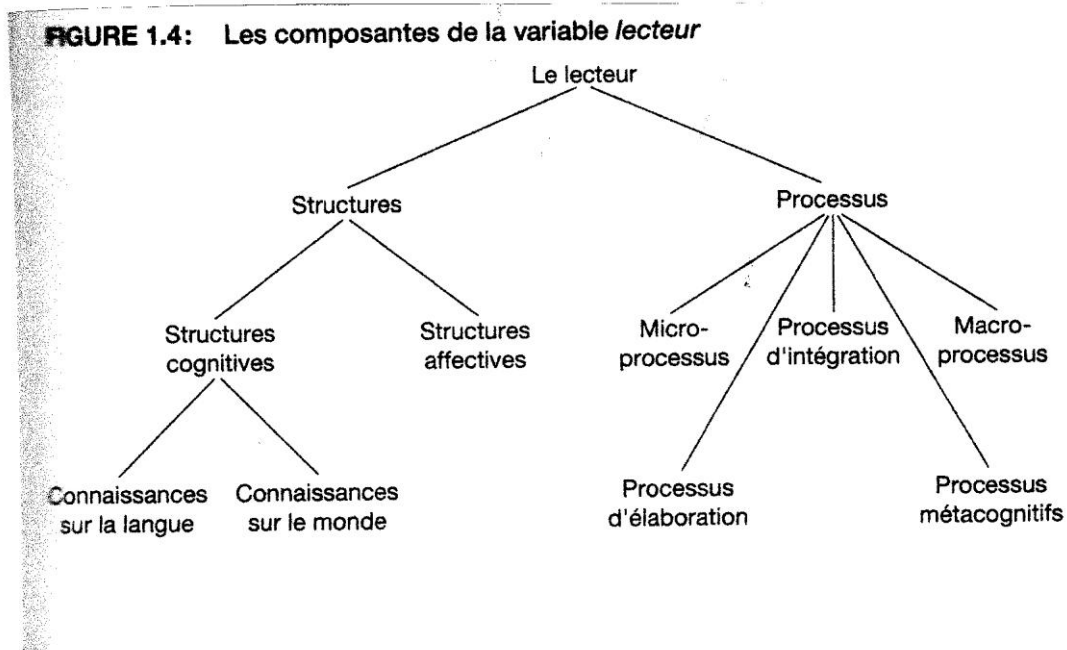 FIGURE 1.4: Les composantes de la variable lecteur
Le lecteur
Structures
Processus
Structures
cognitives
Structures
affectives
Micro-
processus
Processus
d'intégration
Macro-
processus
Connaissances
sur la langue
Connaissances
sur le monde
Processus
d'élaboration
Processus
métacognitifs